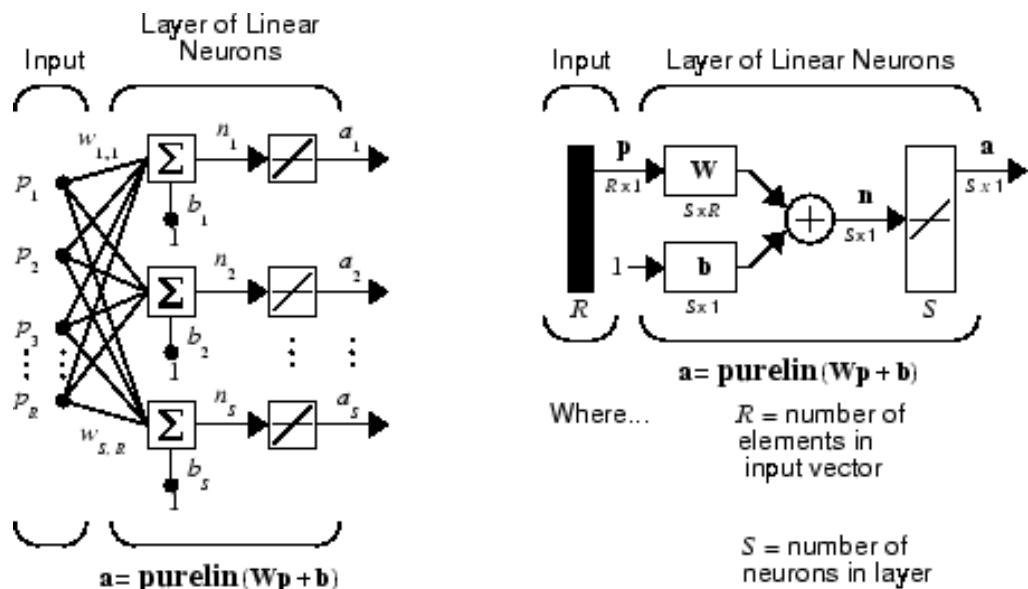 Layer of Linear
Neurons
Input
w1,1
n1
a1
Σ
p1
b1
1
p2
n2
a2
Σ
p3
b2
1
pR
nS
aS
Σ
wS, R
bS
1
a= purelin (Wp + b)
Input
Layer of Linear Neurons
p
W
a
R x 1
S x R
n
S x 1
+
S x 1
1
b
S x 1
R
S
a= purelin (Wp + b)
Where...
R = number of
elements in
input vector
S = number of
neurons in layer